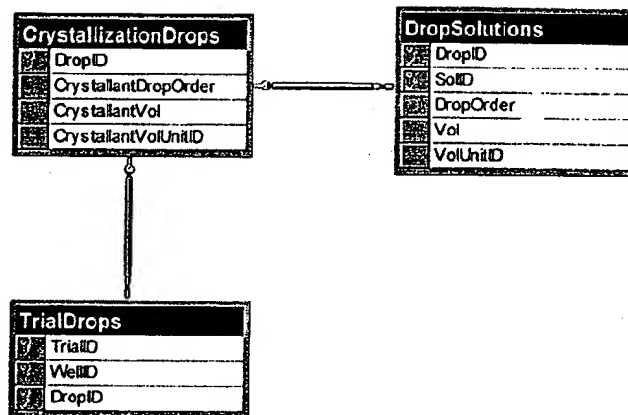 CrystallizationDrops
DropID
CrystallantDropOrder
CrystallantVol
CrystallantVolUnitID
DropSolutions
DropID
SolID
DropOrder
Vol
VolUnitID
TrialDrops
TrialID
WellID
DropID